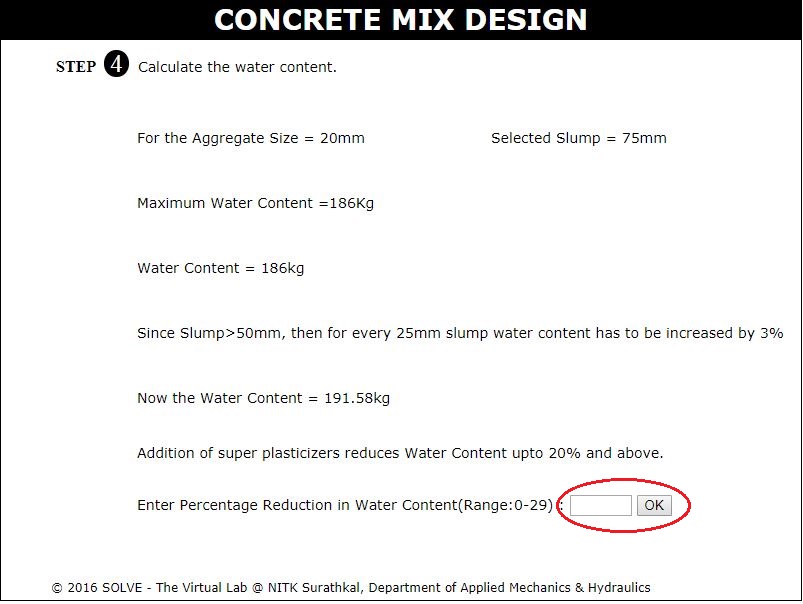 CONCRETE MIX DESIGN
STEP 4 Calculate the water content.
For the Aggregate Size = 20mm Selected Slump = 75mm
Maximum Water Content =186Kg
Water Content = 186kg
Since Slump>50mm, then for every 25mm slump water content has to be increased by 3%
Now the Water Content = 191.58kg
Addition of super plasticizers reduces Water Content upto 20% and above.
Enter Percentage Reduction in Water Content(Range:0-29) : OK
© 2016 SOLVE - The Virtual Lab @ NITK Surathkal, Department of Applied Mechanics & Hydraulics